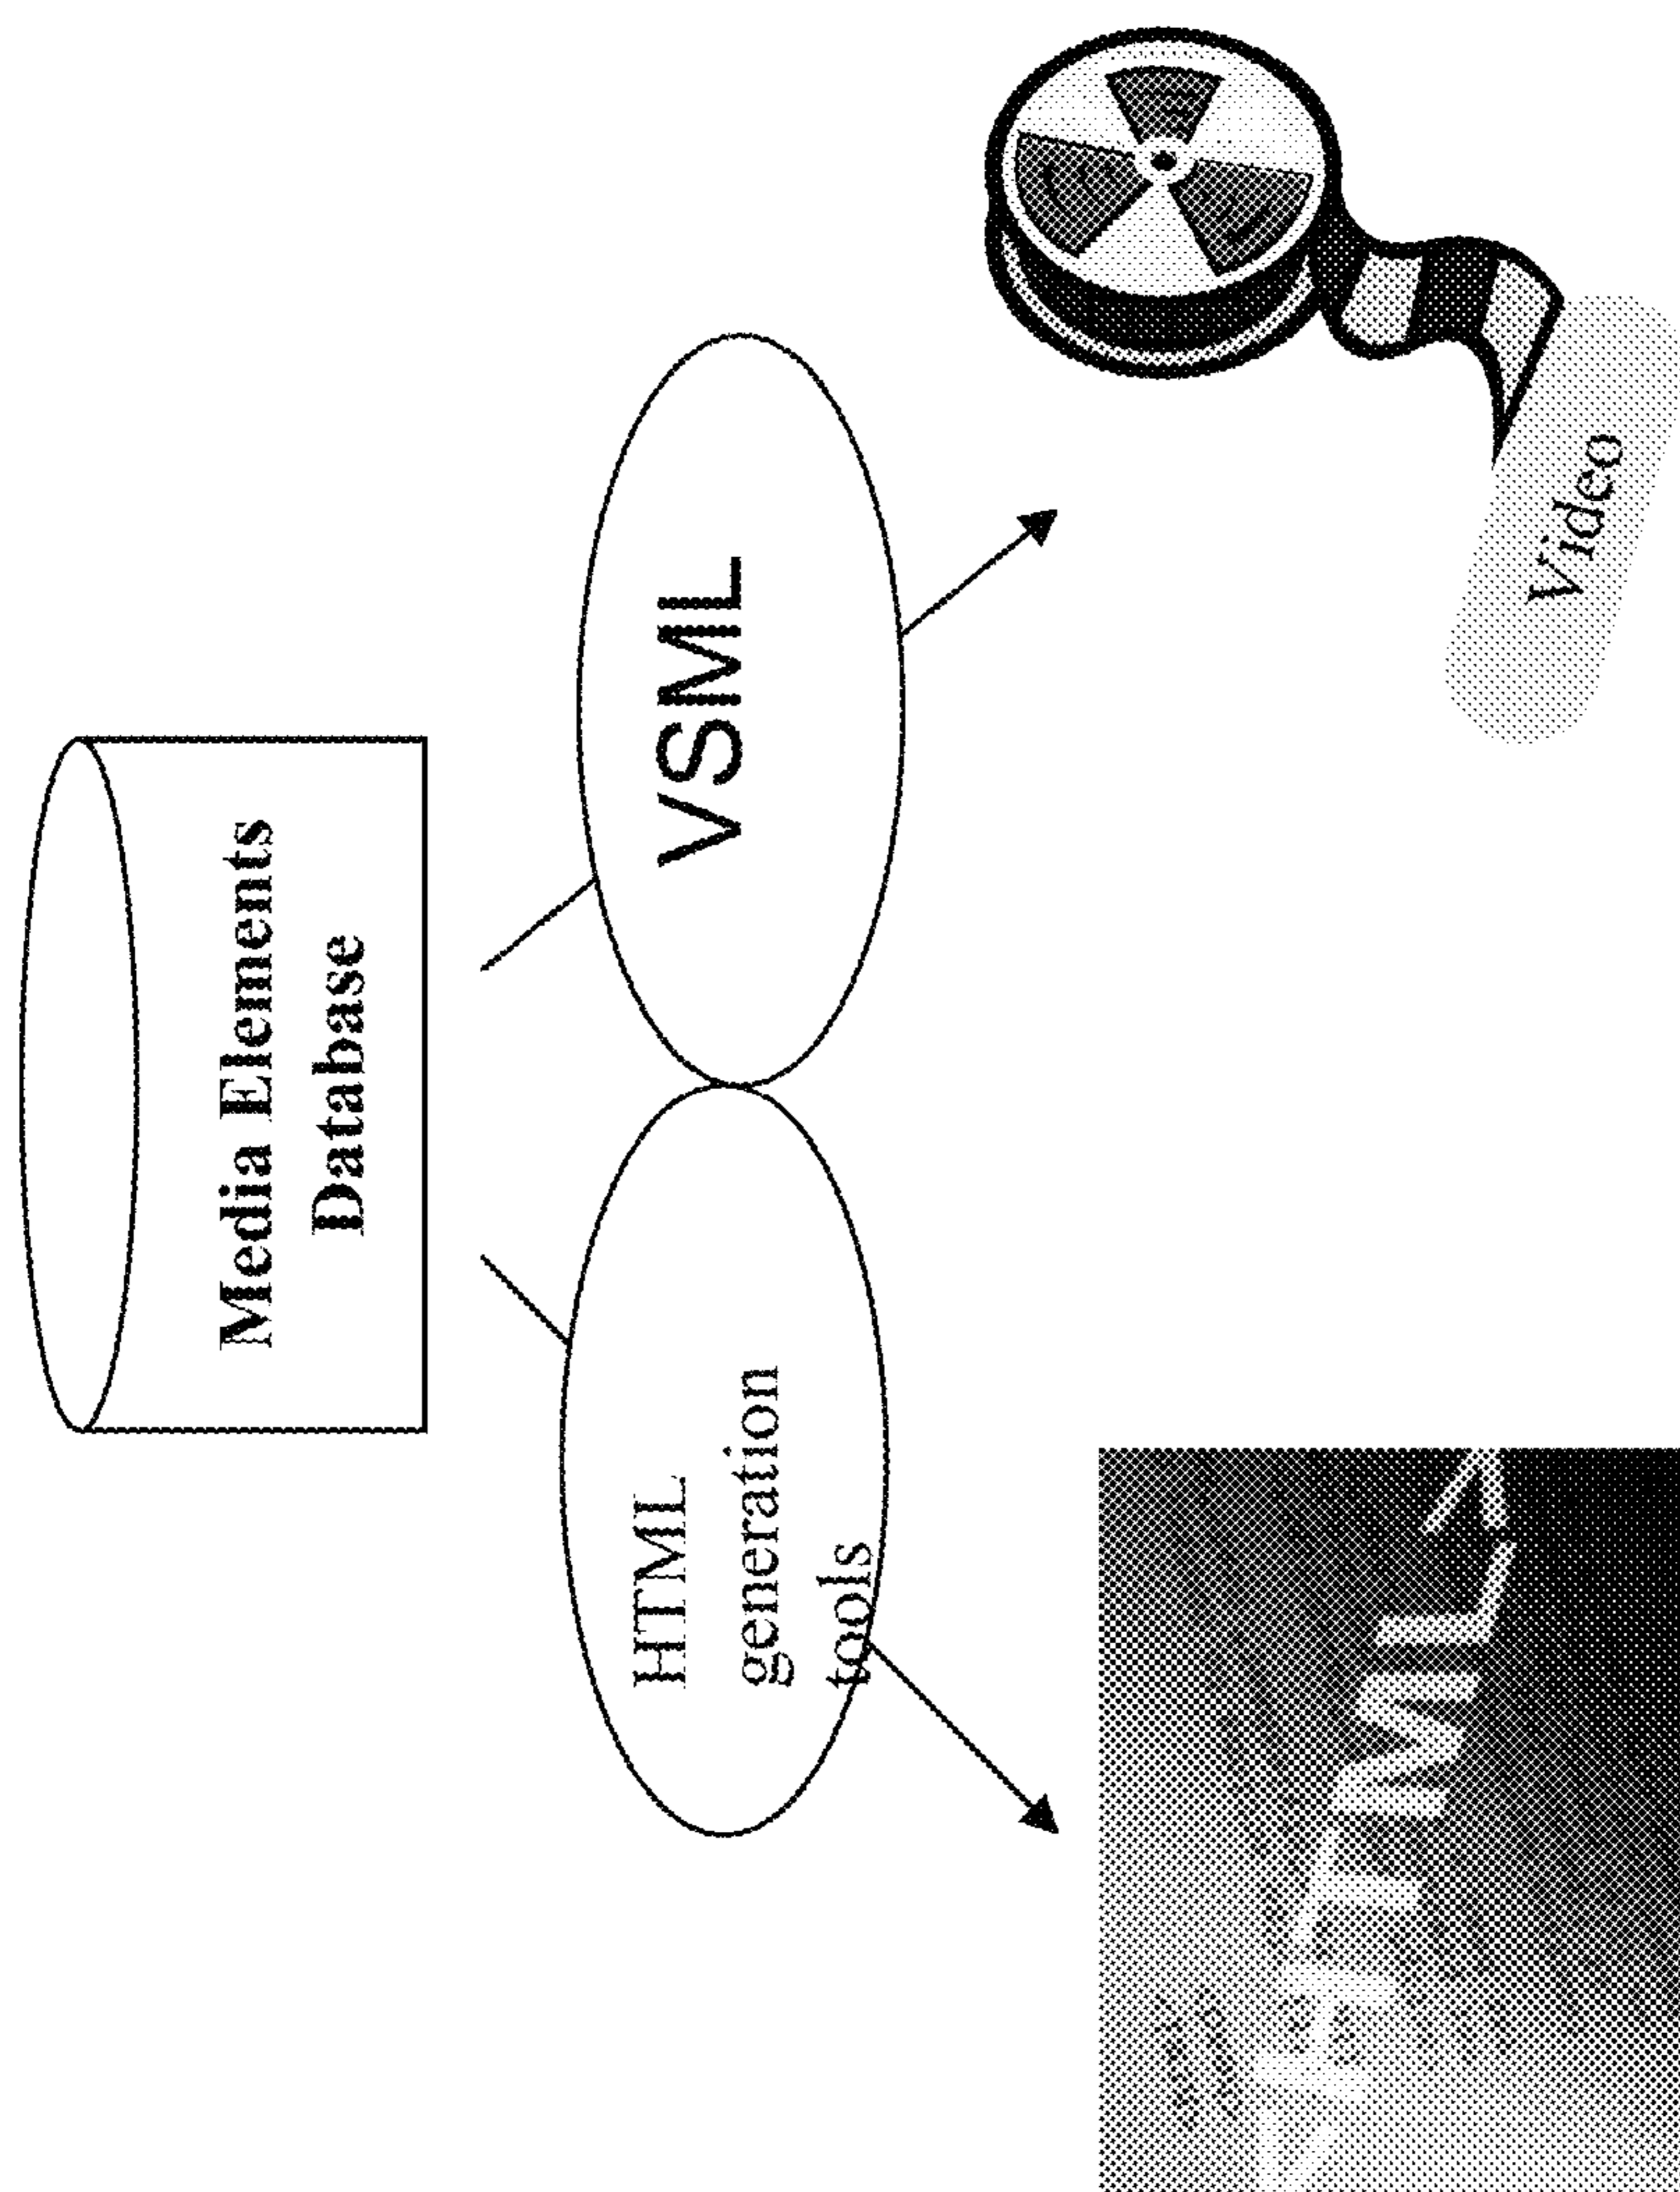 Media Elements
Database
HTML
generation
tools
VSML
<HTML>
Video